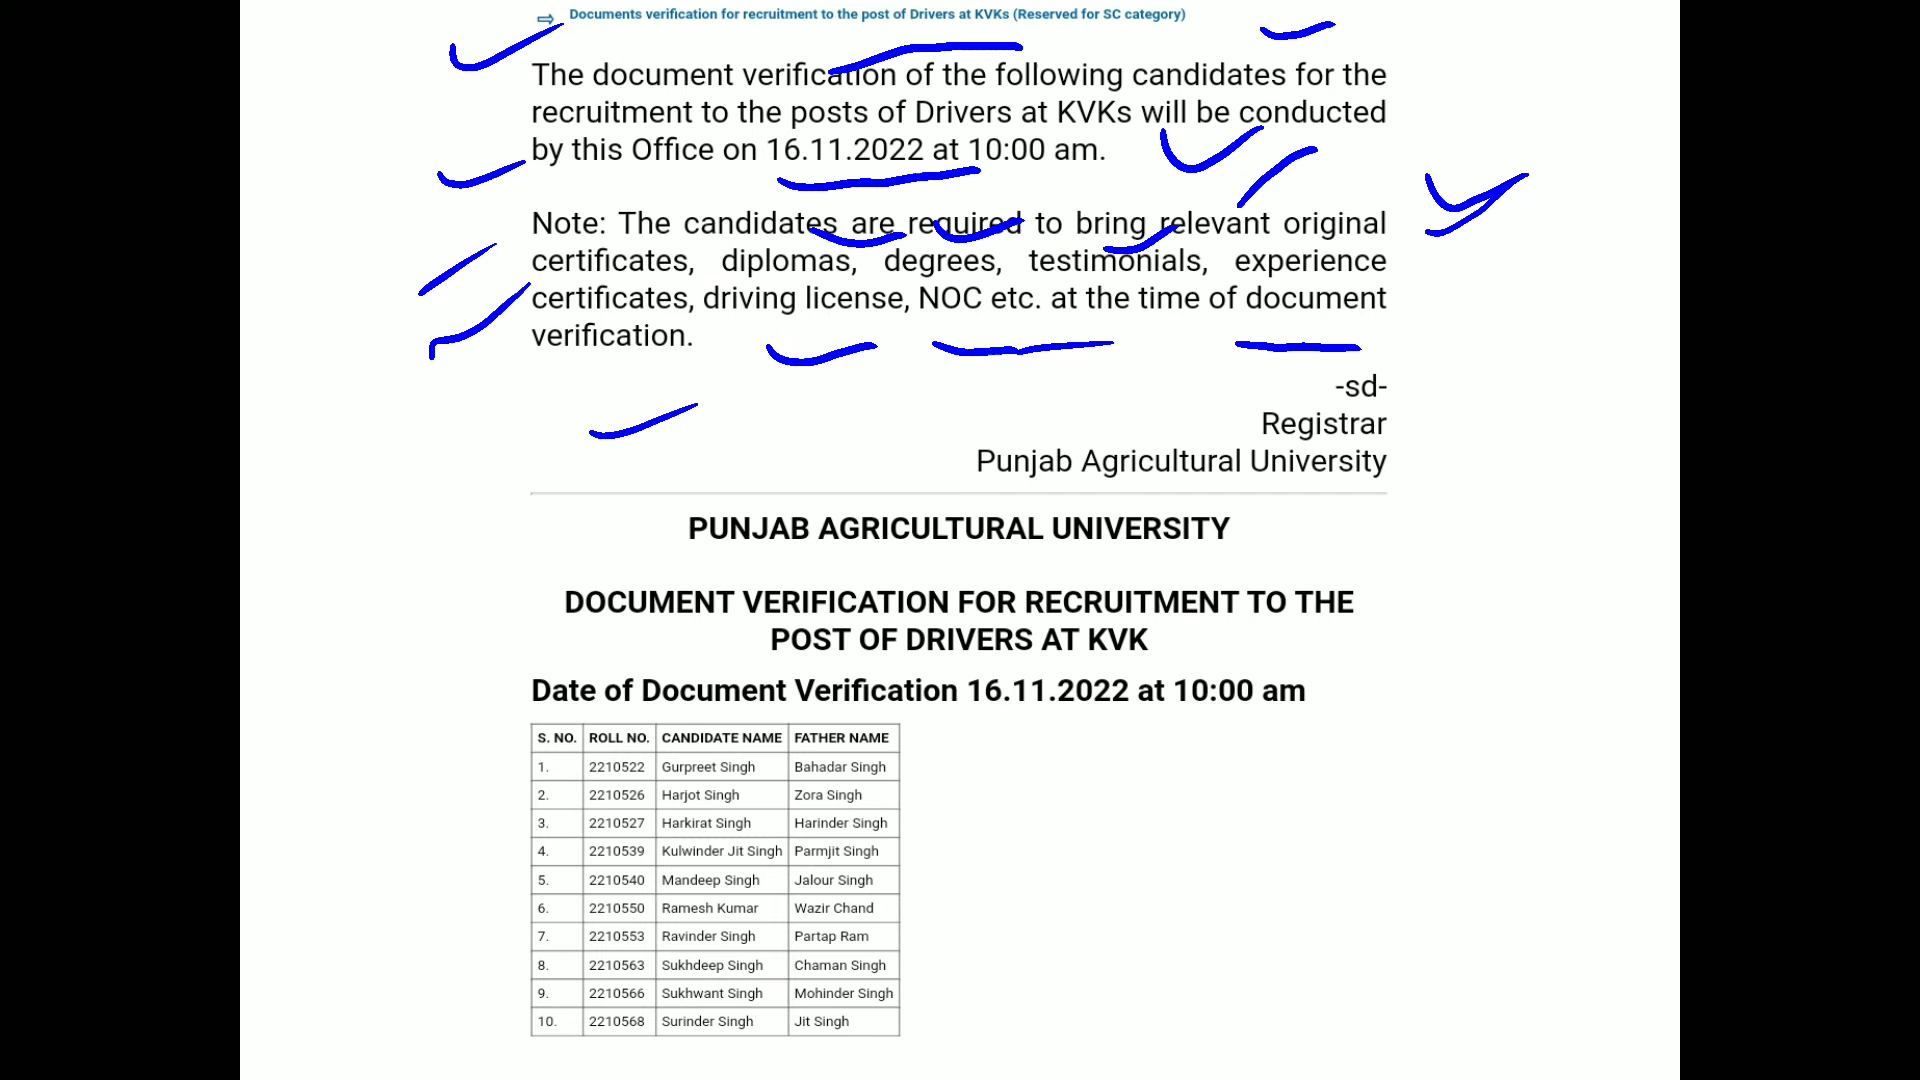 Documents verification for recruitment to the post of Drivers at KVKs (Reserved for SC category)
The document verification of the following candidates for the
recruitment to the posts of Drivers at KVKs will be conducted
by this Office on 16.11.2022 at 10:00 am.
Note: The candidates are required to bring relevant original
certificates, diplomas, degrees, testimonials, experience
certificates, driving license, NOC etc. at the time of document
verification.
-sd-
Registrar
Punjab Agricultural University
PUNJAB AGRICULTURAL UNIVERSITY
DOCUMENT VERIFICATION FOR RECRUITMENT TO THE
POST OF DRIVERS AT KVK
Date of Document Verification 16.11.2022 at 10:00 am
S. NO. ROLL NO. CANDIDATE NAME FATHER NAME
1. 2210522 Gurpreet Singh Bahadar Singh
2. 2210526 Harjot Singh Zora Singh
3. 2210527 Harkirat Singh Harinder Singh
4. 2210539 Kulwinder Jit Singh Parmjit Singh
5. 2210540 Mandeep Singh Jalour Singh
6. 2210550 Ramesh Kumar Wazir Chand
7. 2210553 Ravinder Singh Partap Ram
8. 2210563 Sukhdeep Singh Chaman Singh
9. 2210566 Sukhwant Singh Mohinder Singh
10. 2210568 Surinder Singh Jit Singh